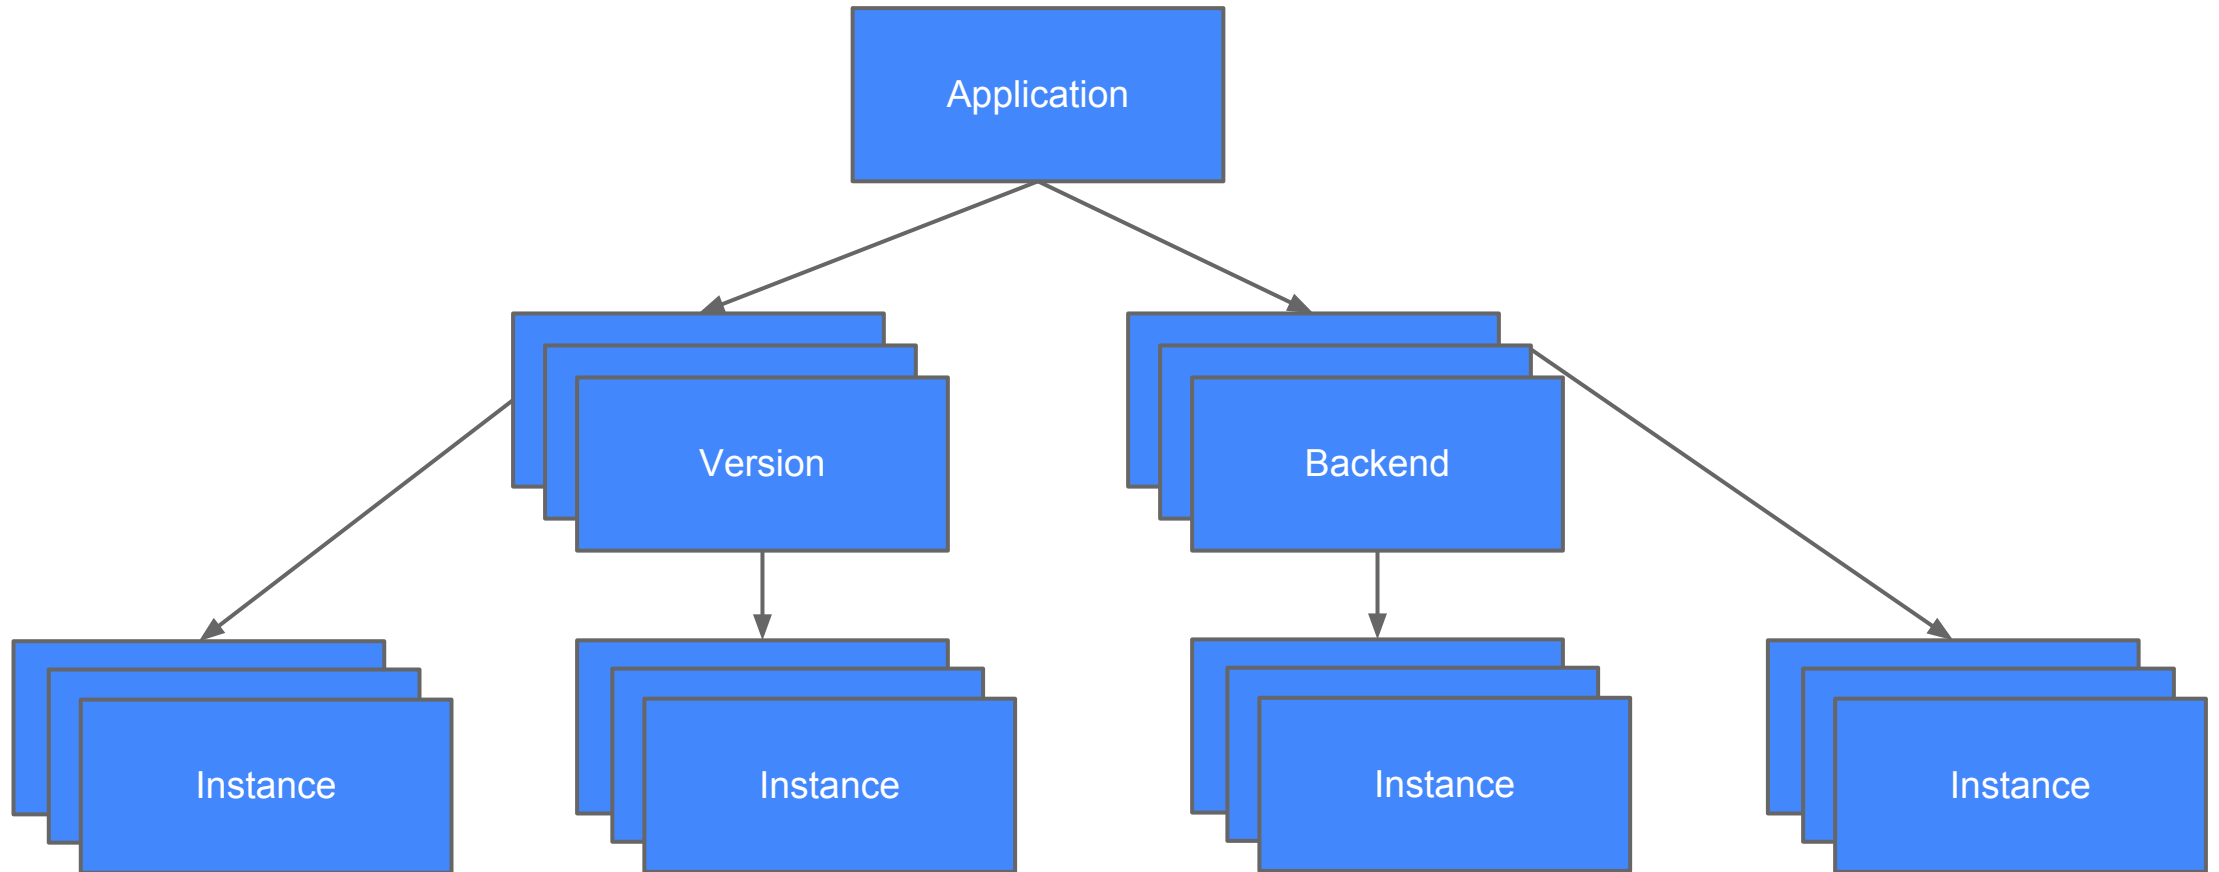 Application
Version
Backend
Instance
Instance
Instance
Instance